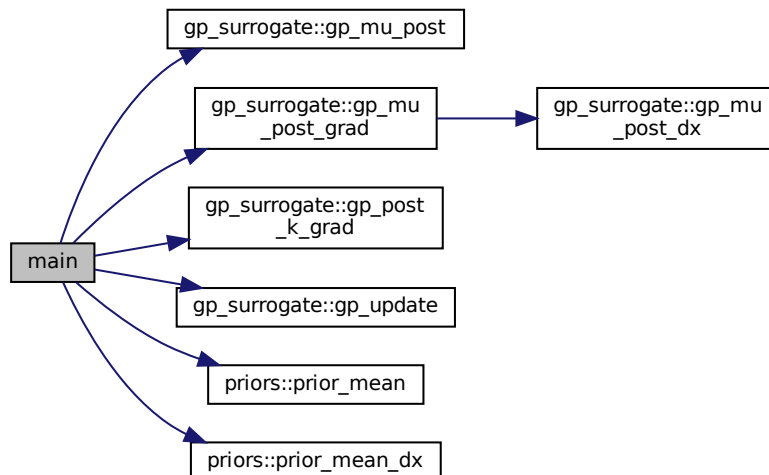 gp_surrogate::gp_mu_post
gp_surrogate::gp_mu
_post_grad
gp_surrogate::gp_mu
_post_dx
gp_surrogate::gp_post
_k_grad
main
gp_surrogate::gp_update
priors::prior_mean
priors::prior_mean_dx